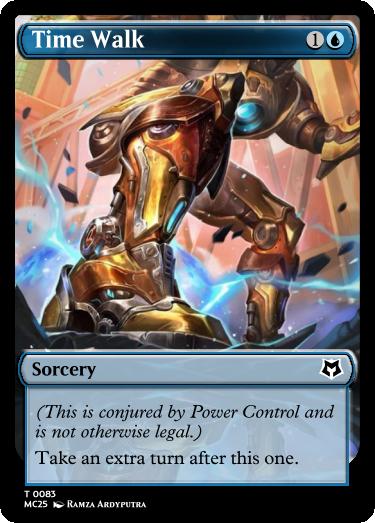 Time Walk 1
Sorcery
(This is conjured by Power Control and
is not otherwise legal.)
Take an extra turn after this one.
T 0083
MC25 Ramza Ardyputra